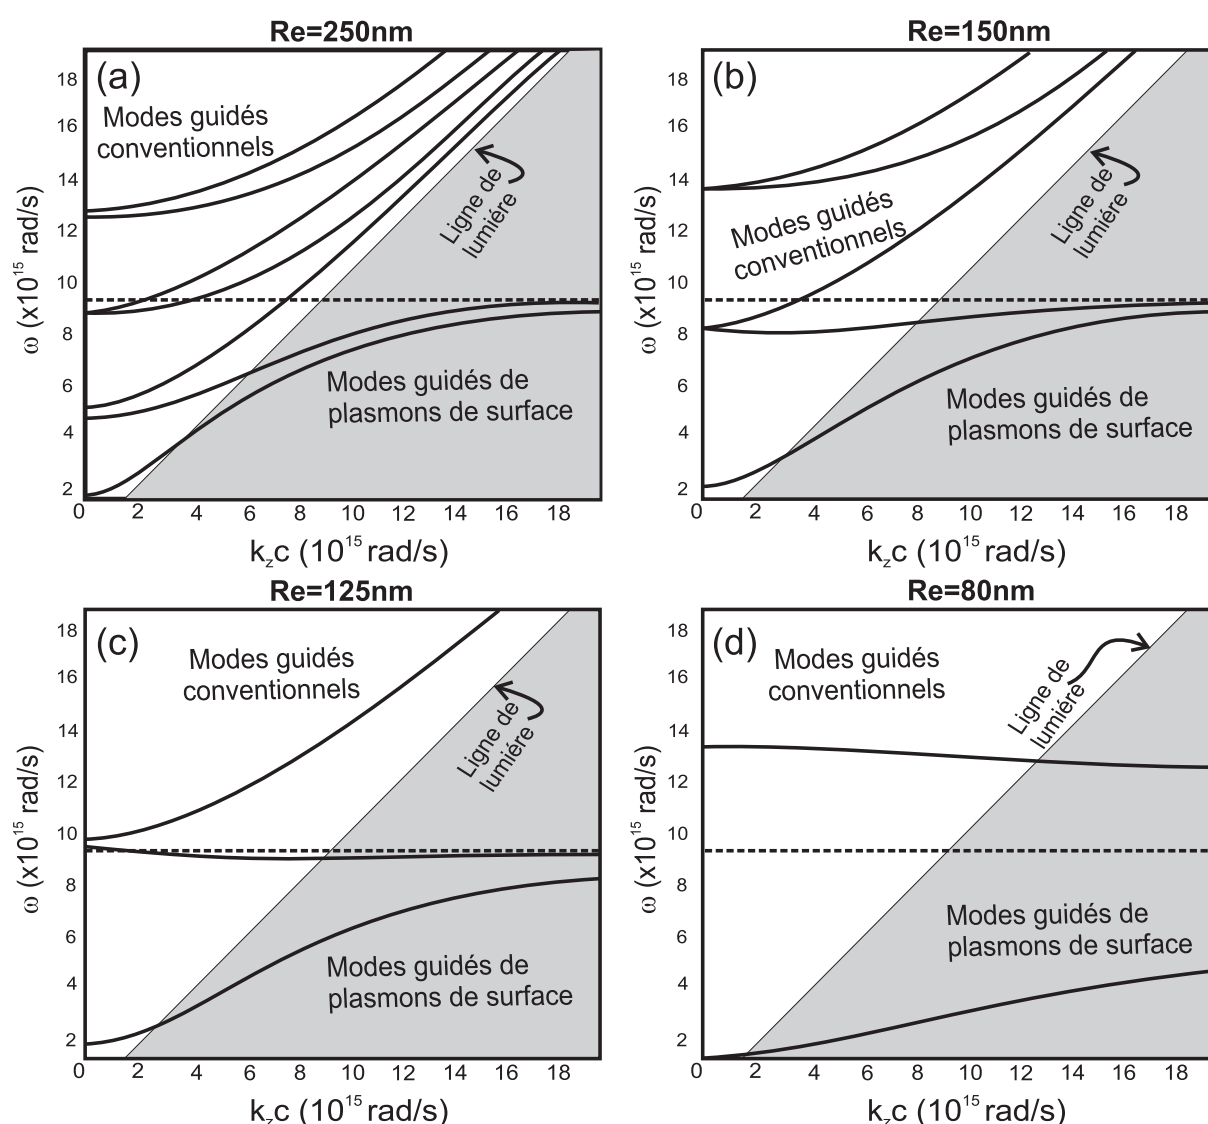 Re=250nm
(a)
Modes guidés
conventionnels
Ligne de
lumiére
Modes guidés de
plasmons de surface
ω (x10¹⁵ rad/s)
18
16
14
12
10
8
6
4
2
0 2 4 6 8 10 12 14 16 18
k_zc (10¹⁵ rad/s)
Re=150nm
(b)
Modes guidés
conventionnels
Ligne de
lumiére
Modes guidés de
plasmons de surface
ω (x10¹⁵ rad/s)
18
16
14
12
10
8
6
4
2
0 2 4 6 8 10 12 14 16 18
k_zc (10¹⁵ rad/s)
Re=125nm
(c)
Modes guidés
conventionnels
Ligne de
lumiére
Modes guidés de
plasmons de surface
ω (x10¹⁵ rad/s)
18
16
14
12
10
8
6
4
2
0 2 4 6 8 10 12 14 16 18
k_zc (10¹⁵ rad/s)
Re=80nm
(d)
Modes guidés
conventionnels
Ligne de
lumiére
Modes guidés de
plasmons de surface
ω (x10¹⁵ rad/s)
18
16
14
12
10
8
6
4
2
0 2 4 6 8 10 12 14 16 18
k_zc (10¹⁵ rad/s)